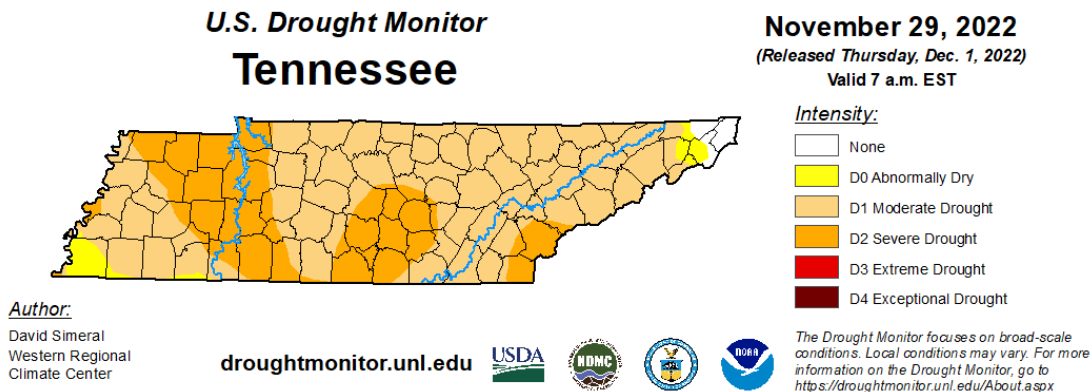 U.S. Drought Monitor
Tennessee
November 29, 2022
(Released Thursday, Dec. 1, 2022)
Valid 7 a.m. EST
Intensity:
None
D0 Abnormally Dry
D1 Moderate Drought
D2 Severe Drought
D3 Extreme Drought
D4 Exceptional Drought
Author:
David Simeral
Western Regional
Climate Center
droughtmonitor.unl.edu
USDA
NDMC
NOAA
The Drought Monitor focuses on broad-scale
conditions. Local conditions may vary. For more
information on the Drought Monitor, go to
https://droughtmonitor.unl.edu/About.aspx